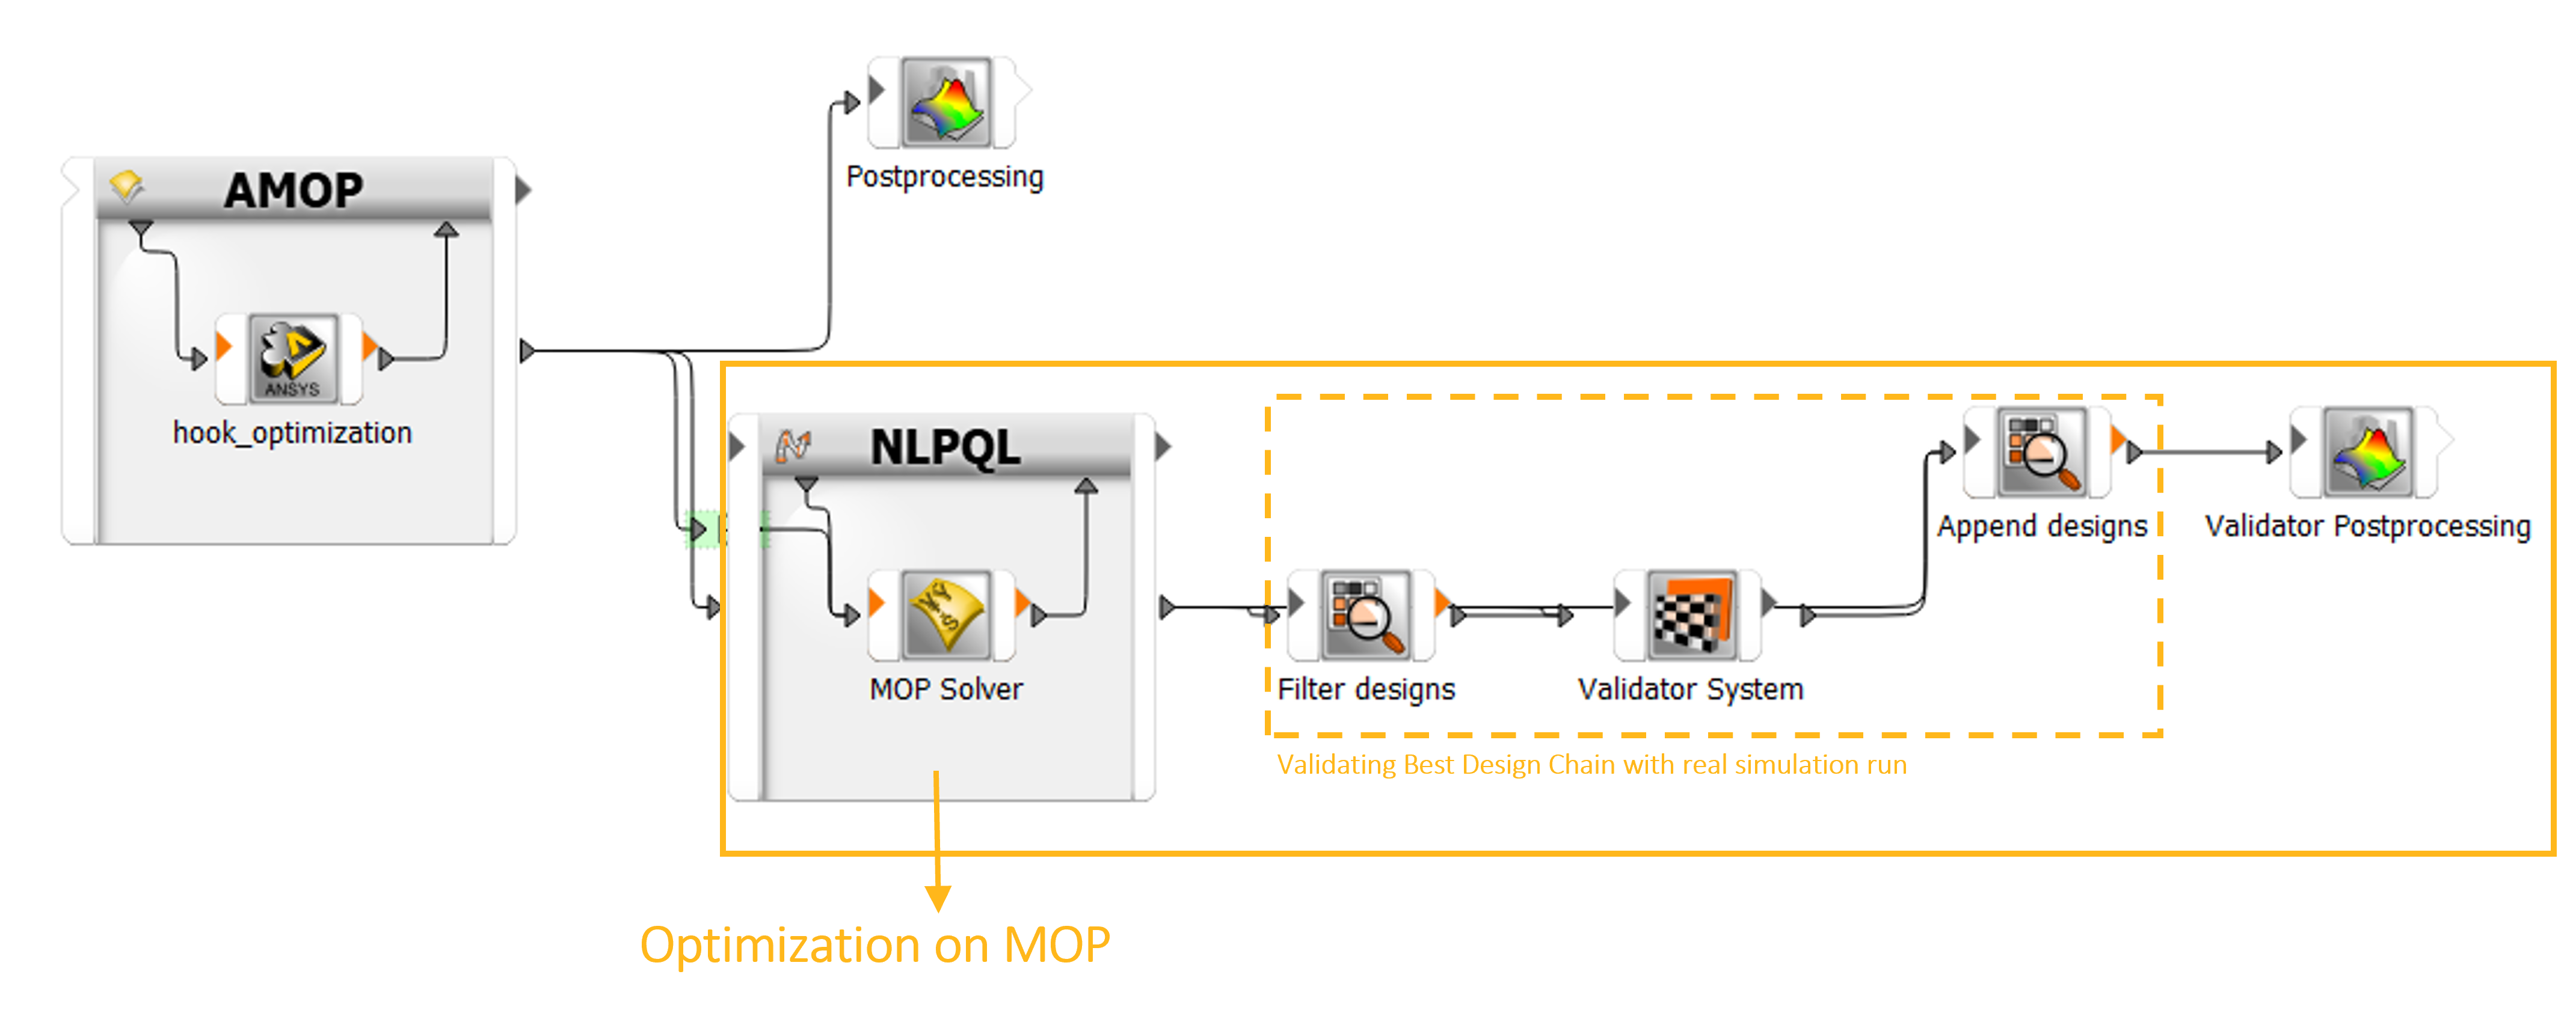 Postprocessing
AMOP
ANSYS
hook_optimization
NLPQL
MOP Solver
Filter designs
Validator System
Append designs
Validator Postprocessing
Validating Best Design Chain with real simulation run
Optimization on MOP